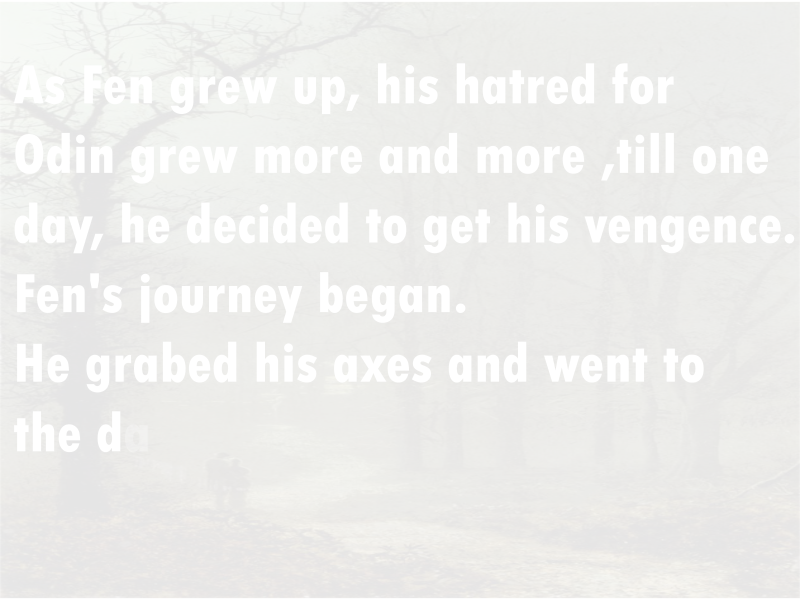 As Fen grew up, his hatred for
Odin grew more and more ,till one
day, he decided to get his vengence.
Fen's journey began.
He grabed his axes and went to
the da